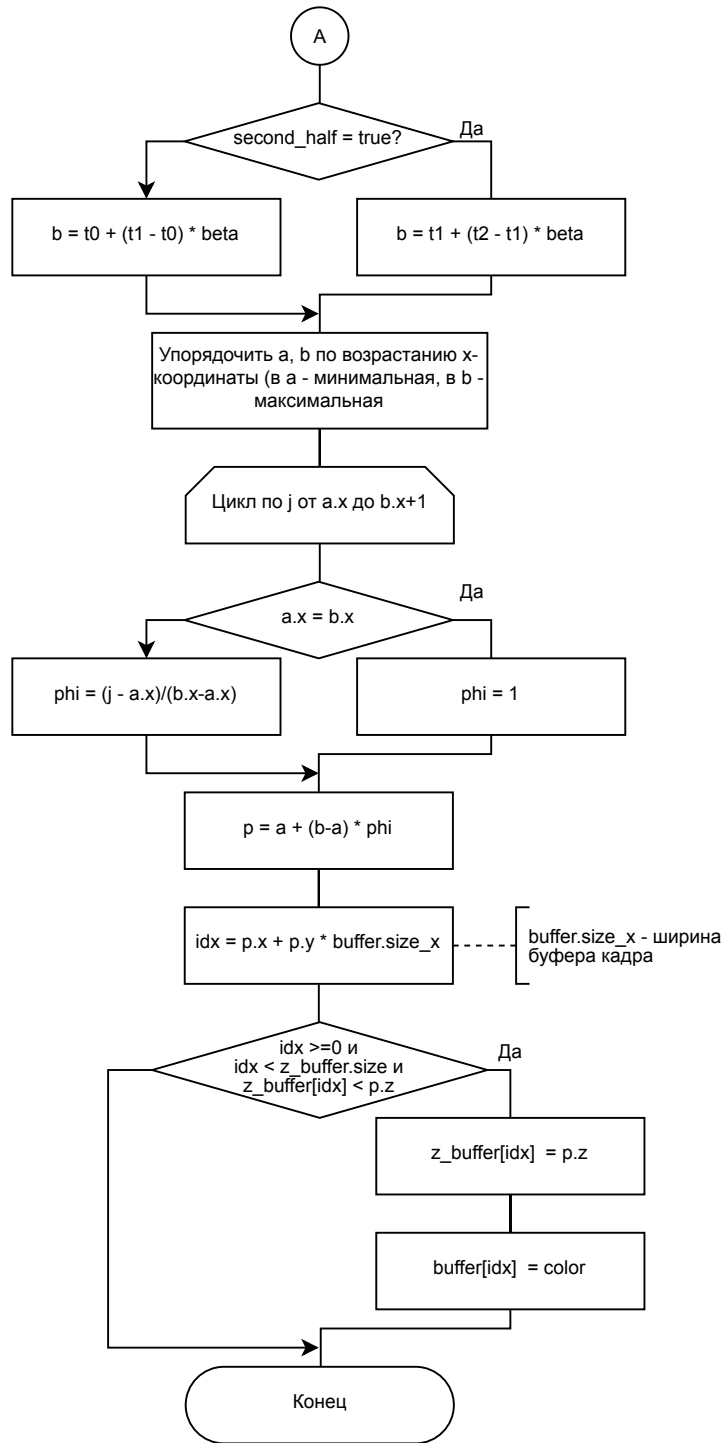 A
second_half = true?
Да
b = t0 + (t1 - t0) * beta
b = t1 + (t2 - t1) * beta
Упорядочить a, b по возрастанию x-
координаты (в a - минимальная, в b -
максимальная
Цикл по j от a.x до b.x+1
a.x = b.x
Да
phi = (j - a.x)/(b.x-a.x)
phi = 1
p = a + (b-a) * phi
idx = p.x + p.y * buffer.size_x
buffer.size_x - ширина
буфера кадра
idx >=0 и
idx < z_buffer.size и
z_buffer[idx] < p.z
Да
z_buffer[idx] = p.z
buffer[idx] = color
Конец